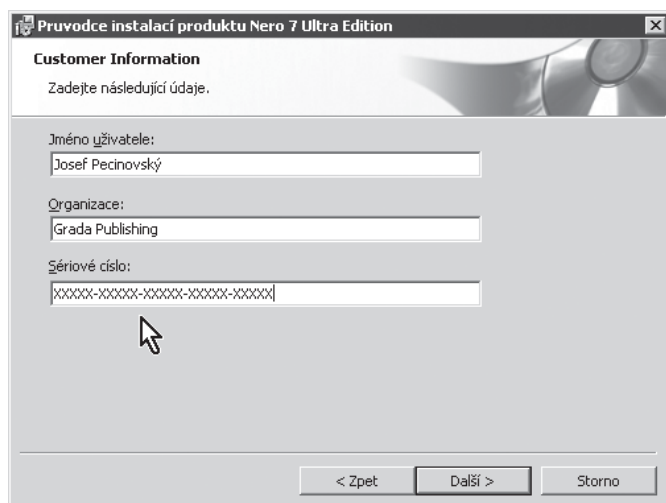 Pruvodce instalací produktu Nero 7 Ultra Edition
Customer Information
Zadejte následující údaje.
Jméno uživatele:
Josef Pecinovský
Organizace:
Grada Publishing
Sériové císlo:
XXXXX-XXXXX-XXXXX-XXXXX-XXXXX
< Zpet Další > Storno